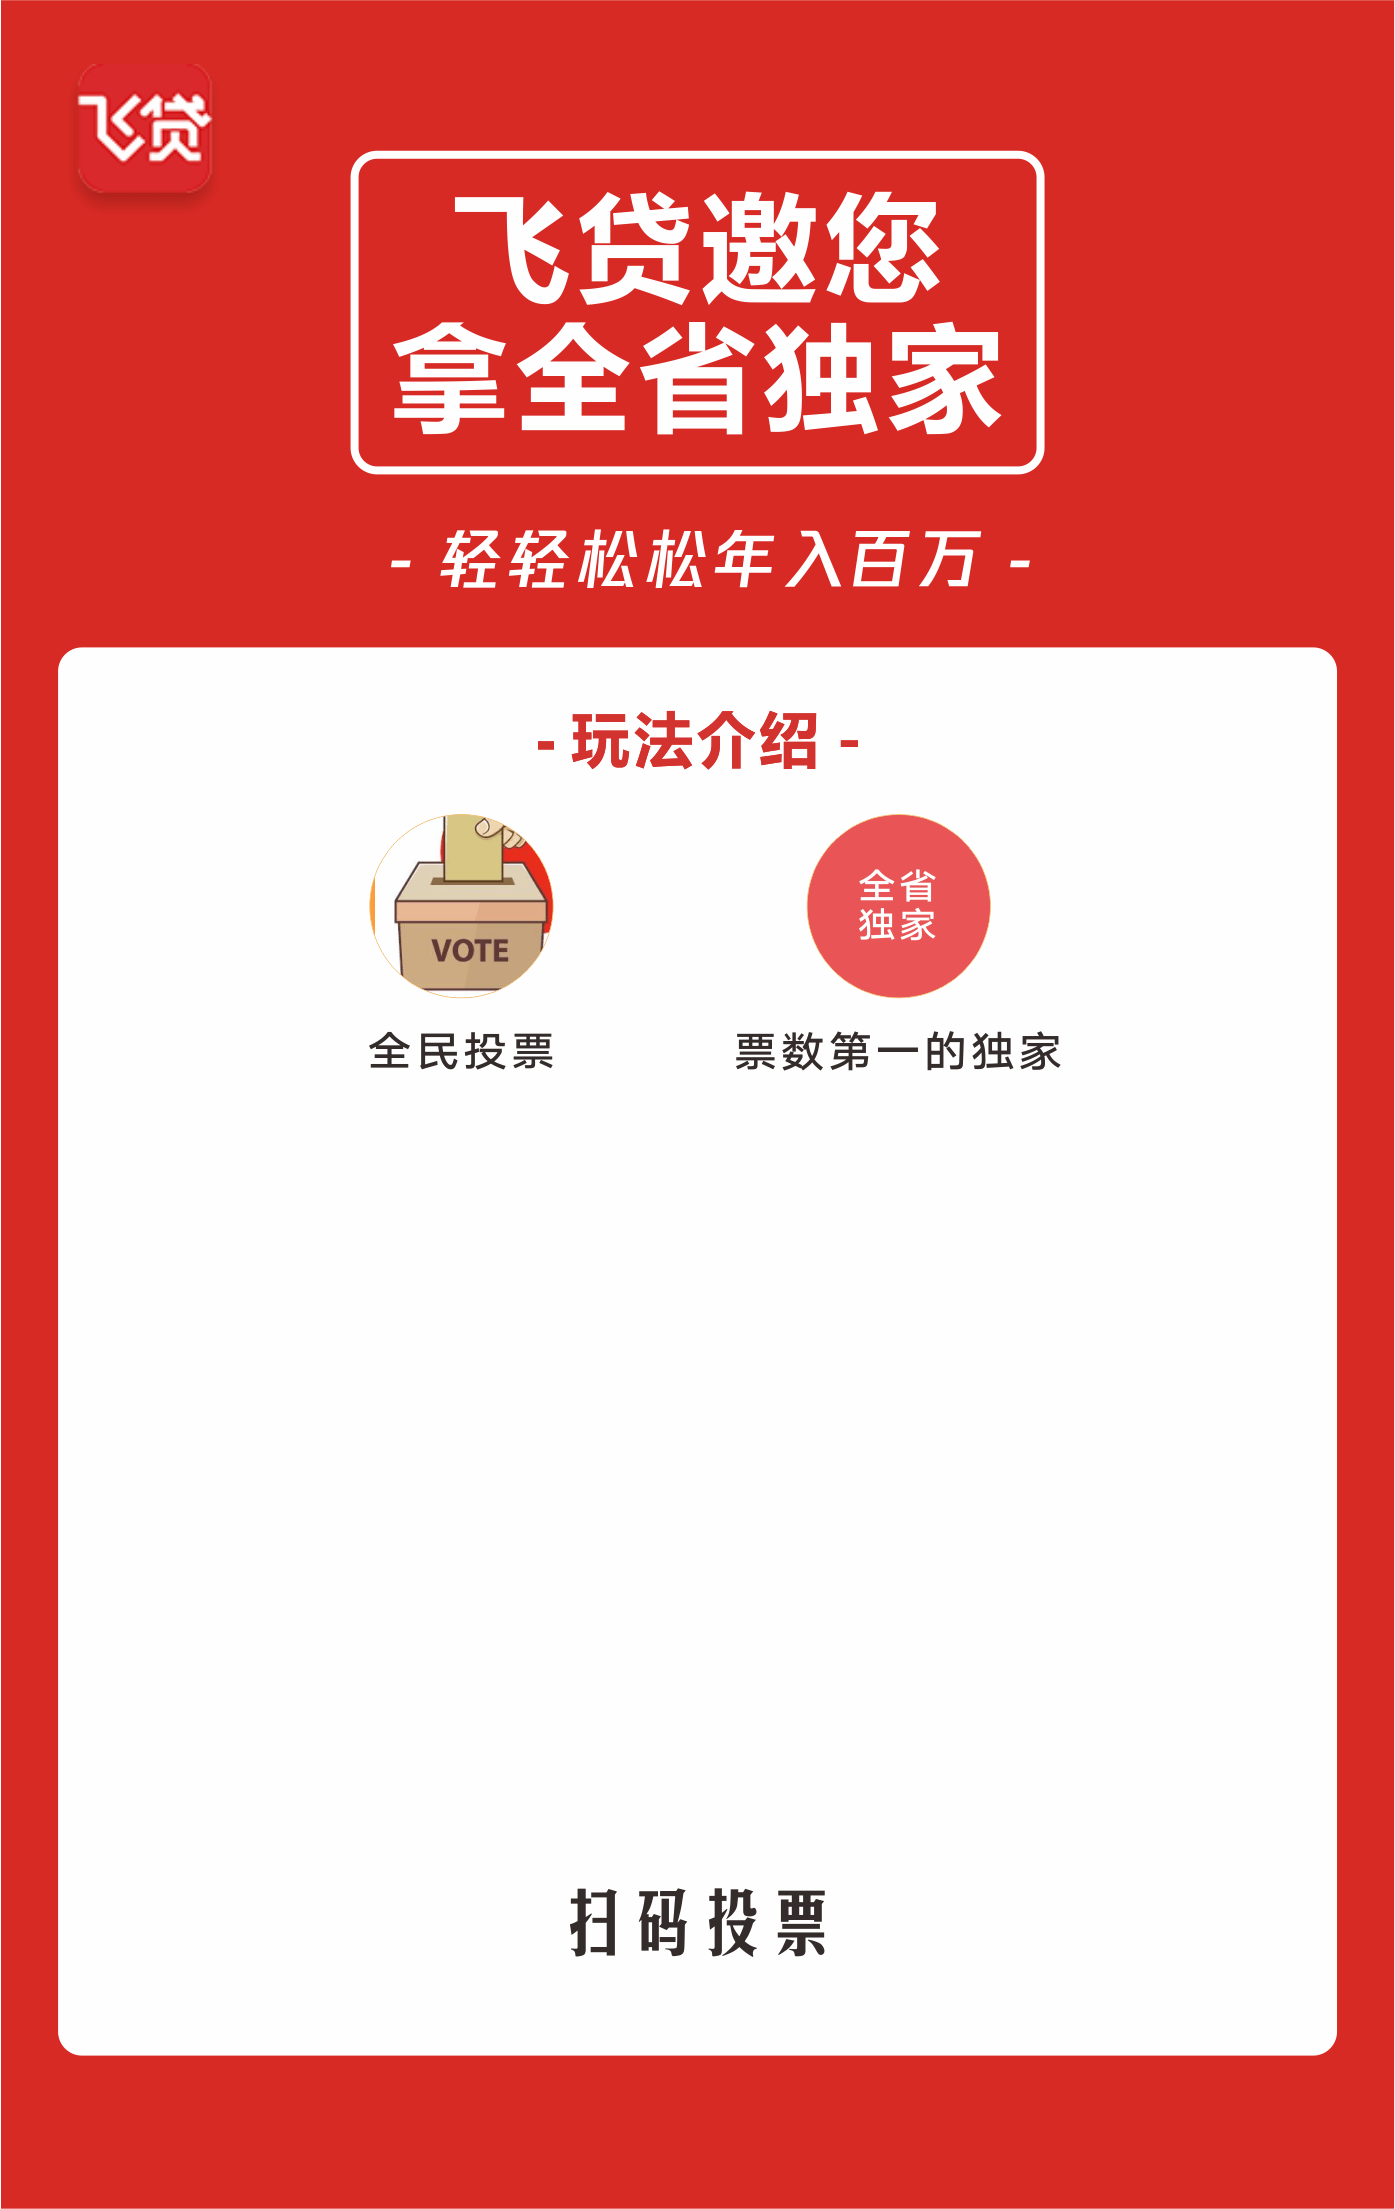 飞贷
飞贷邀您
拿全省独家
- 轻轻松松年入百万 -
- 玩法介绍 -
VOTE
全省
独家
全民投票
票数第一的独家
扫码投票